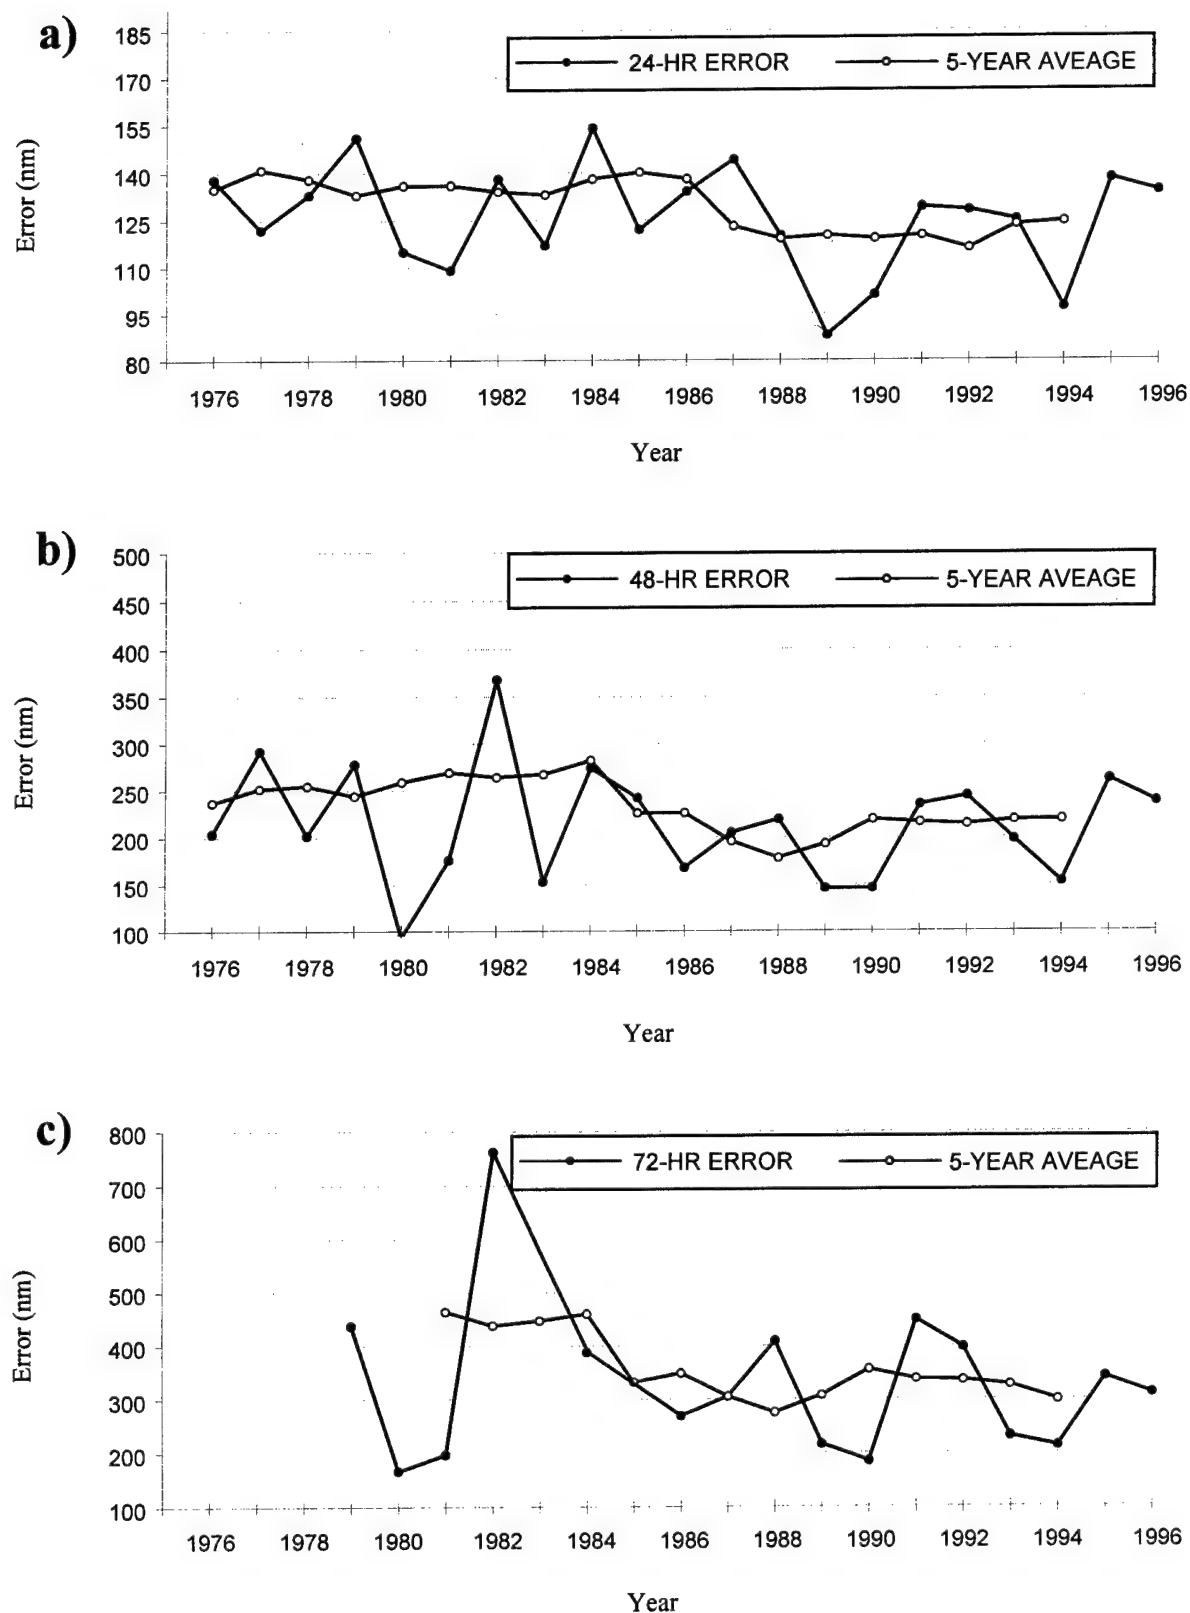 a)
24-HR ERROR
5-YEAR AVEAGE
185
170
155
140
125
110
95
80
Error (nm)
1976 1978 1980 1982 1984 1986 1988 1990 1992 1994 1996
Year
b)
48-HR ERROR
5-YEAR AVEAGE
500
450
400
350
300
250
200
150
100
Error (nm)
1976 1978 1980 1982 1984 1986 1988 1990 1992 1994 1996
Year
c)
72-HR ERROR
5-YEAR AVEAGE
800
700
600
500
400
300
200
100
Error (nm)
1976 1978 1980 1982 1984 1986 1988 1990 1992 1994 1996
Year